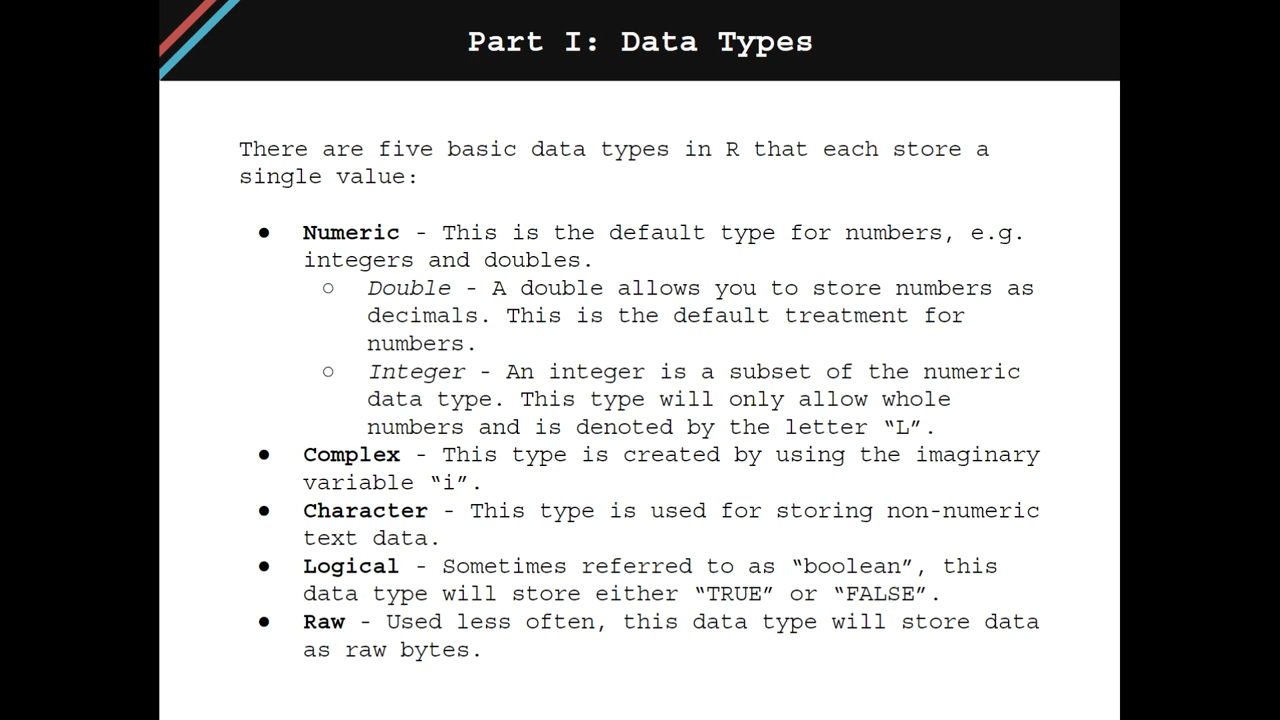 Part I: Data Types
There are five basic data types in R that each store a
single value:
● Numeric - This is the default type for numbers, e.g.
integers and doubles.
○ Double - A double allows you to store numbers as
decimals. This is the default treatment for
numbers.
○ Integer - An integer is a subset of the numeric
data type. This type will only allow whole
numbers and is denoted by the letter “L”.
● Complex - This type is created by using the imaginary
variable “i”.
● Character - This type is used for storing non-numeric
text data.
● Logical - Sometimes referred to as “boolean”, this
data type will store either “TRUE” or “FALSE”.
● Raw - Used less often, this data type will store data
as raw bytes.